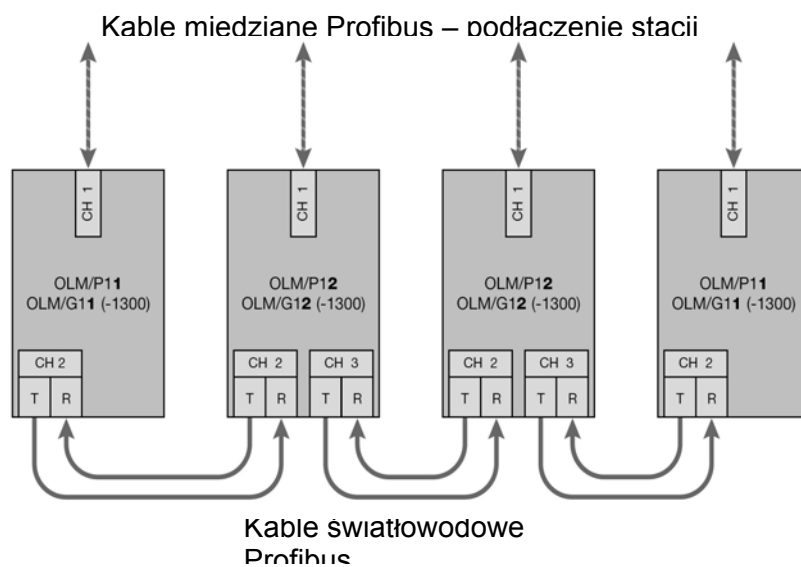 Kable miedziane Profibus – podłączenie stacji
CH 1
CH 1
CH 1
CH 1
OLM/P11
OLM/G11 (-1300)
OLM/P12
OLM/G12 (-1300)
OLM/P12
OLM/G12 (-1300)
OLM/P11
OLM/G11 (-1300)
CH 2
CH 2
CH 3
CH 2
CH 3
CH 2
T R
T R
T R
T R
T R
T R
Kable światłowodowe
Profibus